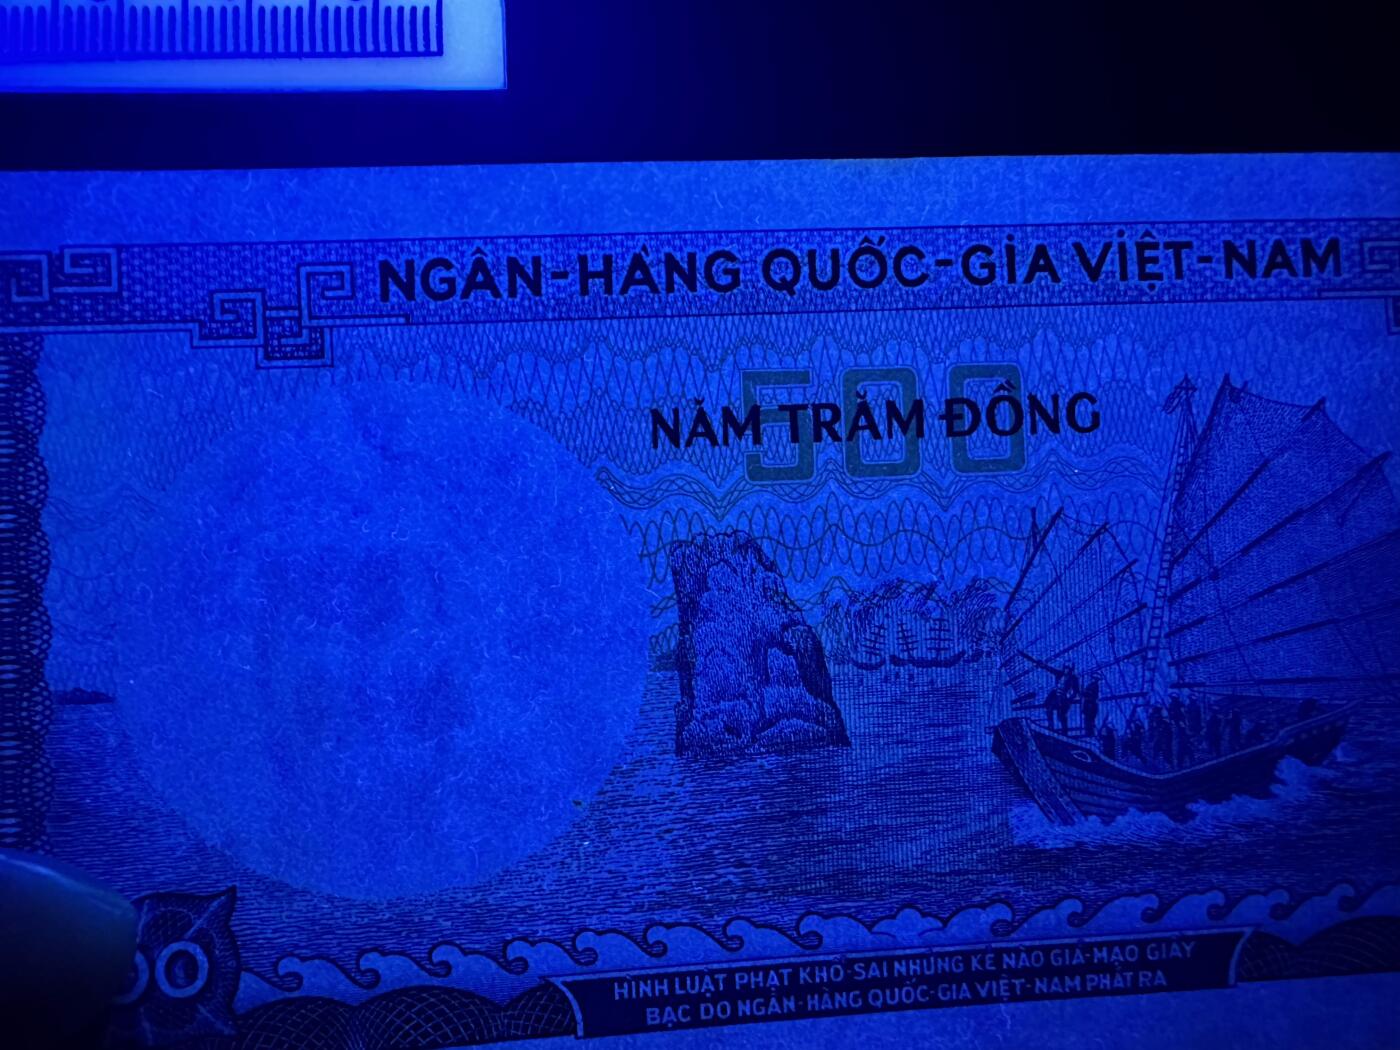 NGÂN-HÀNG QUỐC-GIA VIỆT-NAM
500
NĂM TRĂM ĐỒNG
HÌNH LUẬT PHẠT KHỔ-SAI NHỮNG KẺ NÀO GIẢ-MẠO GIẤY
BẠC DO NGÂN-HÀNG QUỐC-GIA VIỆT-NAM PHÁT RA